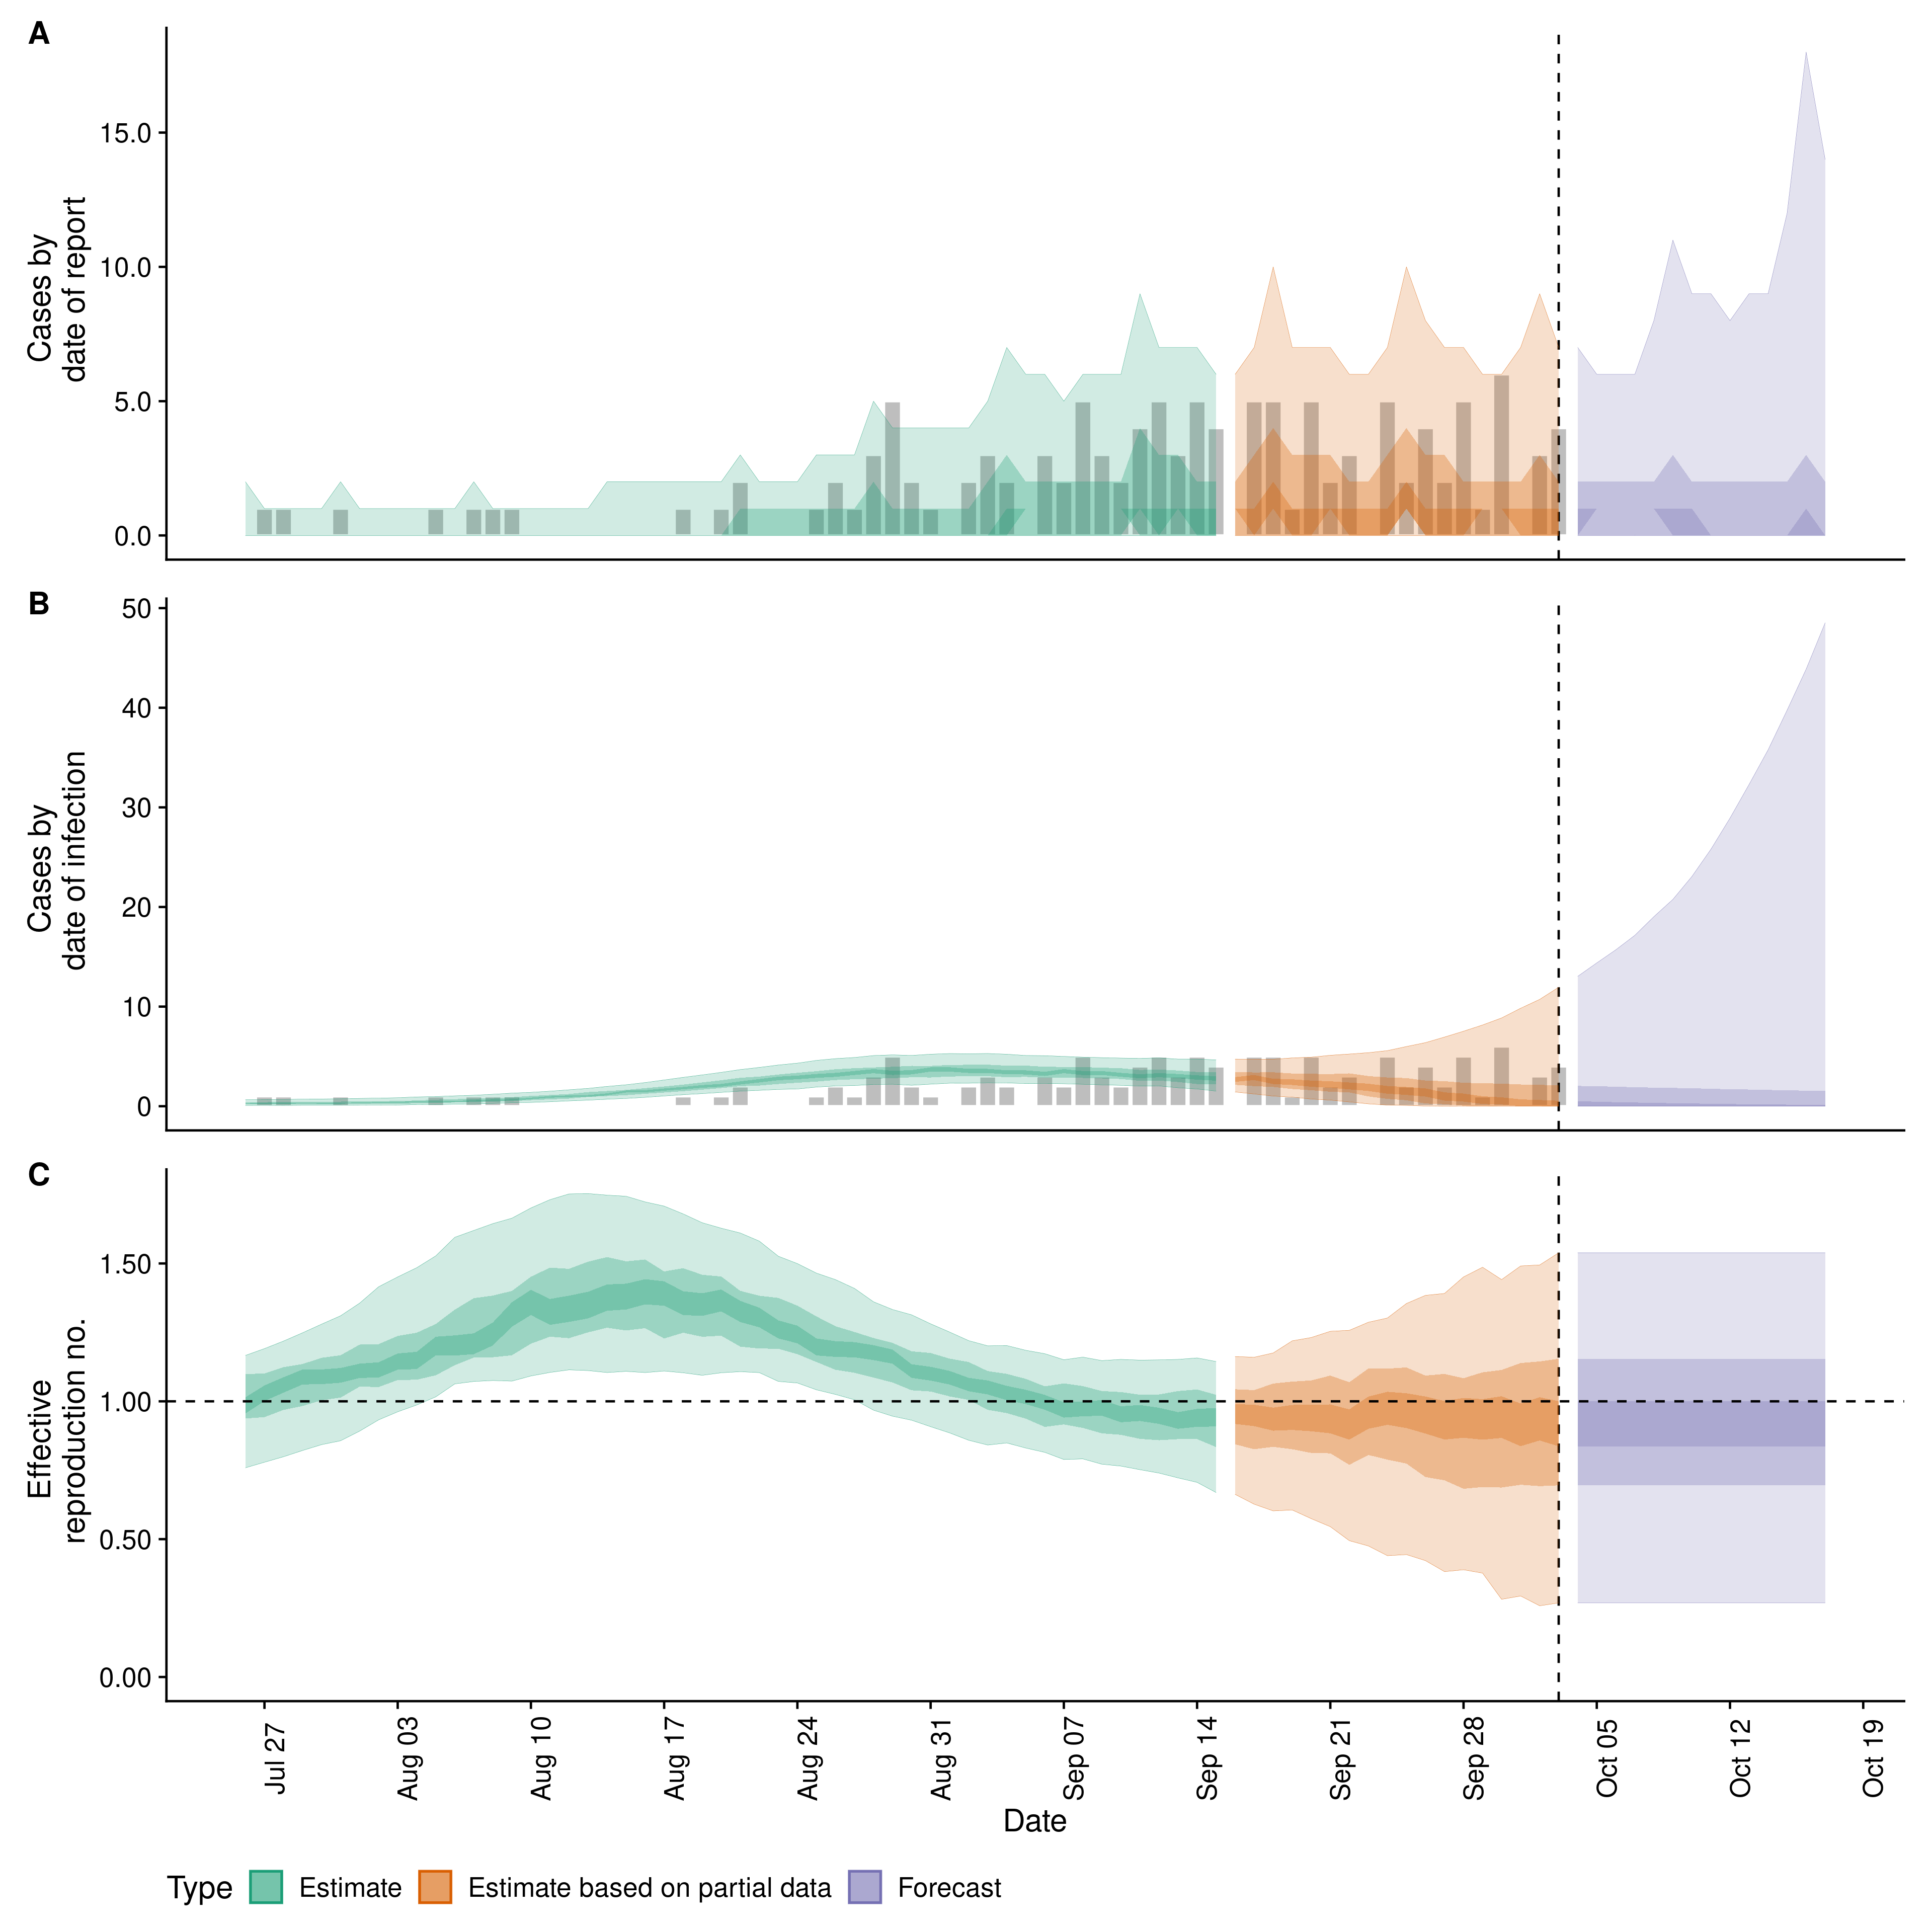 A
Cases by
date of report
15.0
10.0
5.0
0.0
B
Cases by
date of infection
50
40
30
20
10
0
C
Effective
reproduction no.
1.50
1.00
0.50
0.00
Jul 27
Aug 03
Aug 10
Aug 17
Aug 24
Aug 31
Sep 07
Sep 14
Sep 21
Sep 28
Oct 05
Oct 12
Oct 19
Date
Type Estimate Estimate based on partial data Forecast